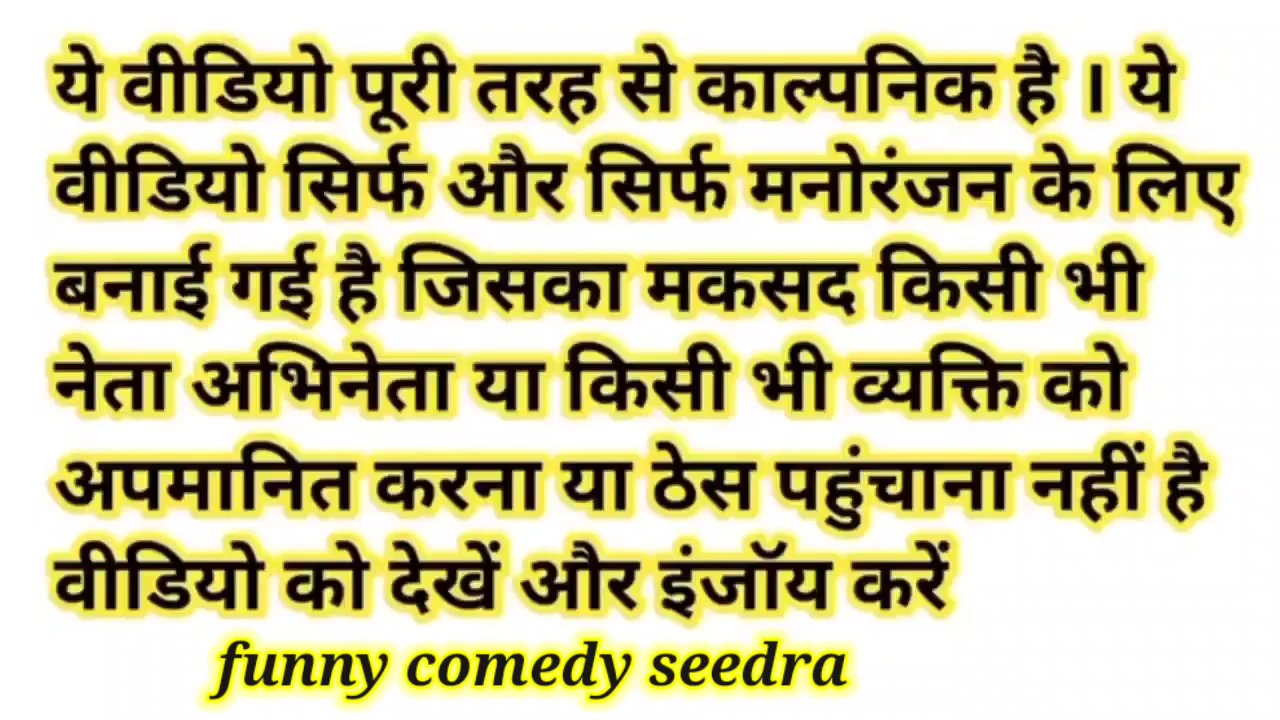 ये वीडियो पूरी तरह से काल्पनिक है । ये
वीडियो सिर्फ और सिर्फ मनोरंजन के लिए
बनाई गई है जिसका मकसद किसी भी
नेता अभिनेता या किसी भी व्यक्ति को
अपमानित करना या ठेस पहुंचाना नहीं है
वीडियो को देखें और इंजॉय करें
funny comedy seedra